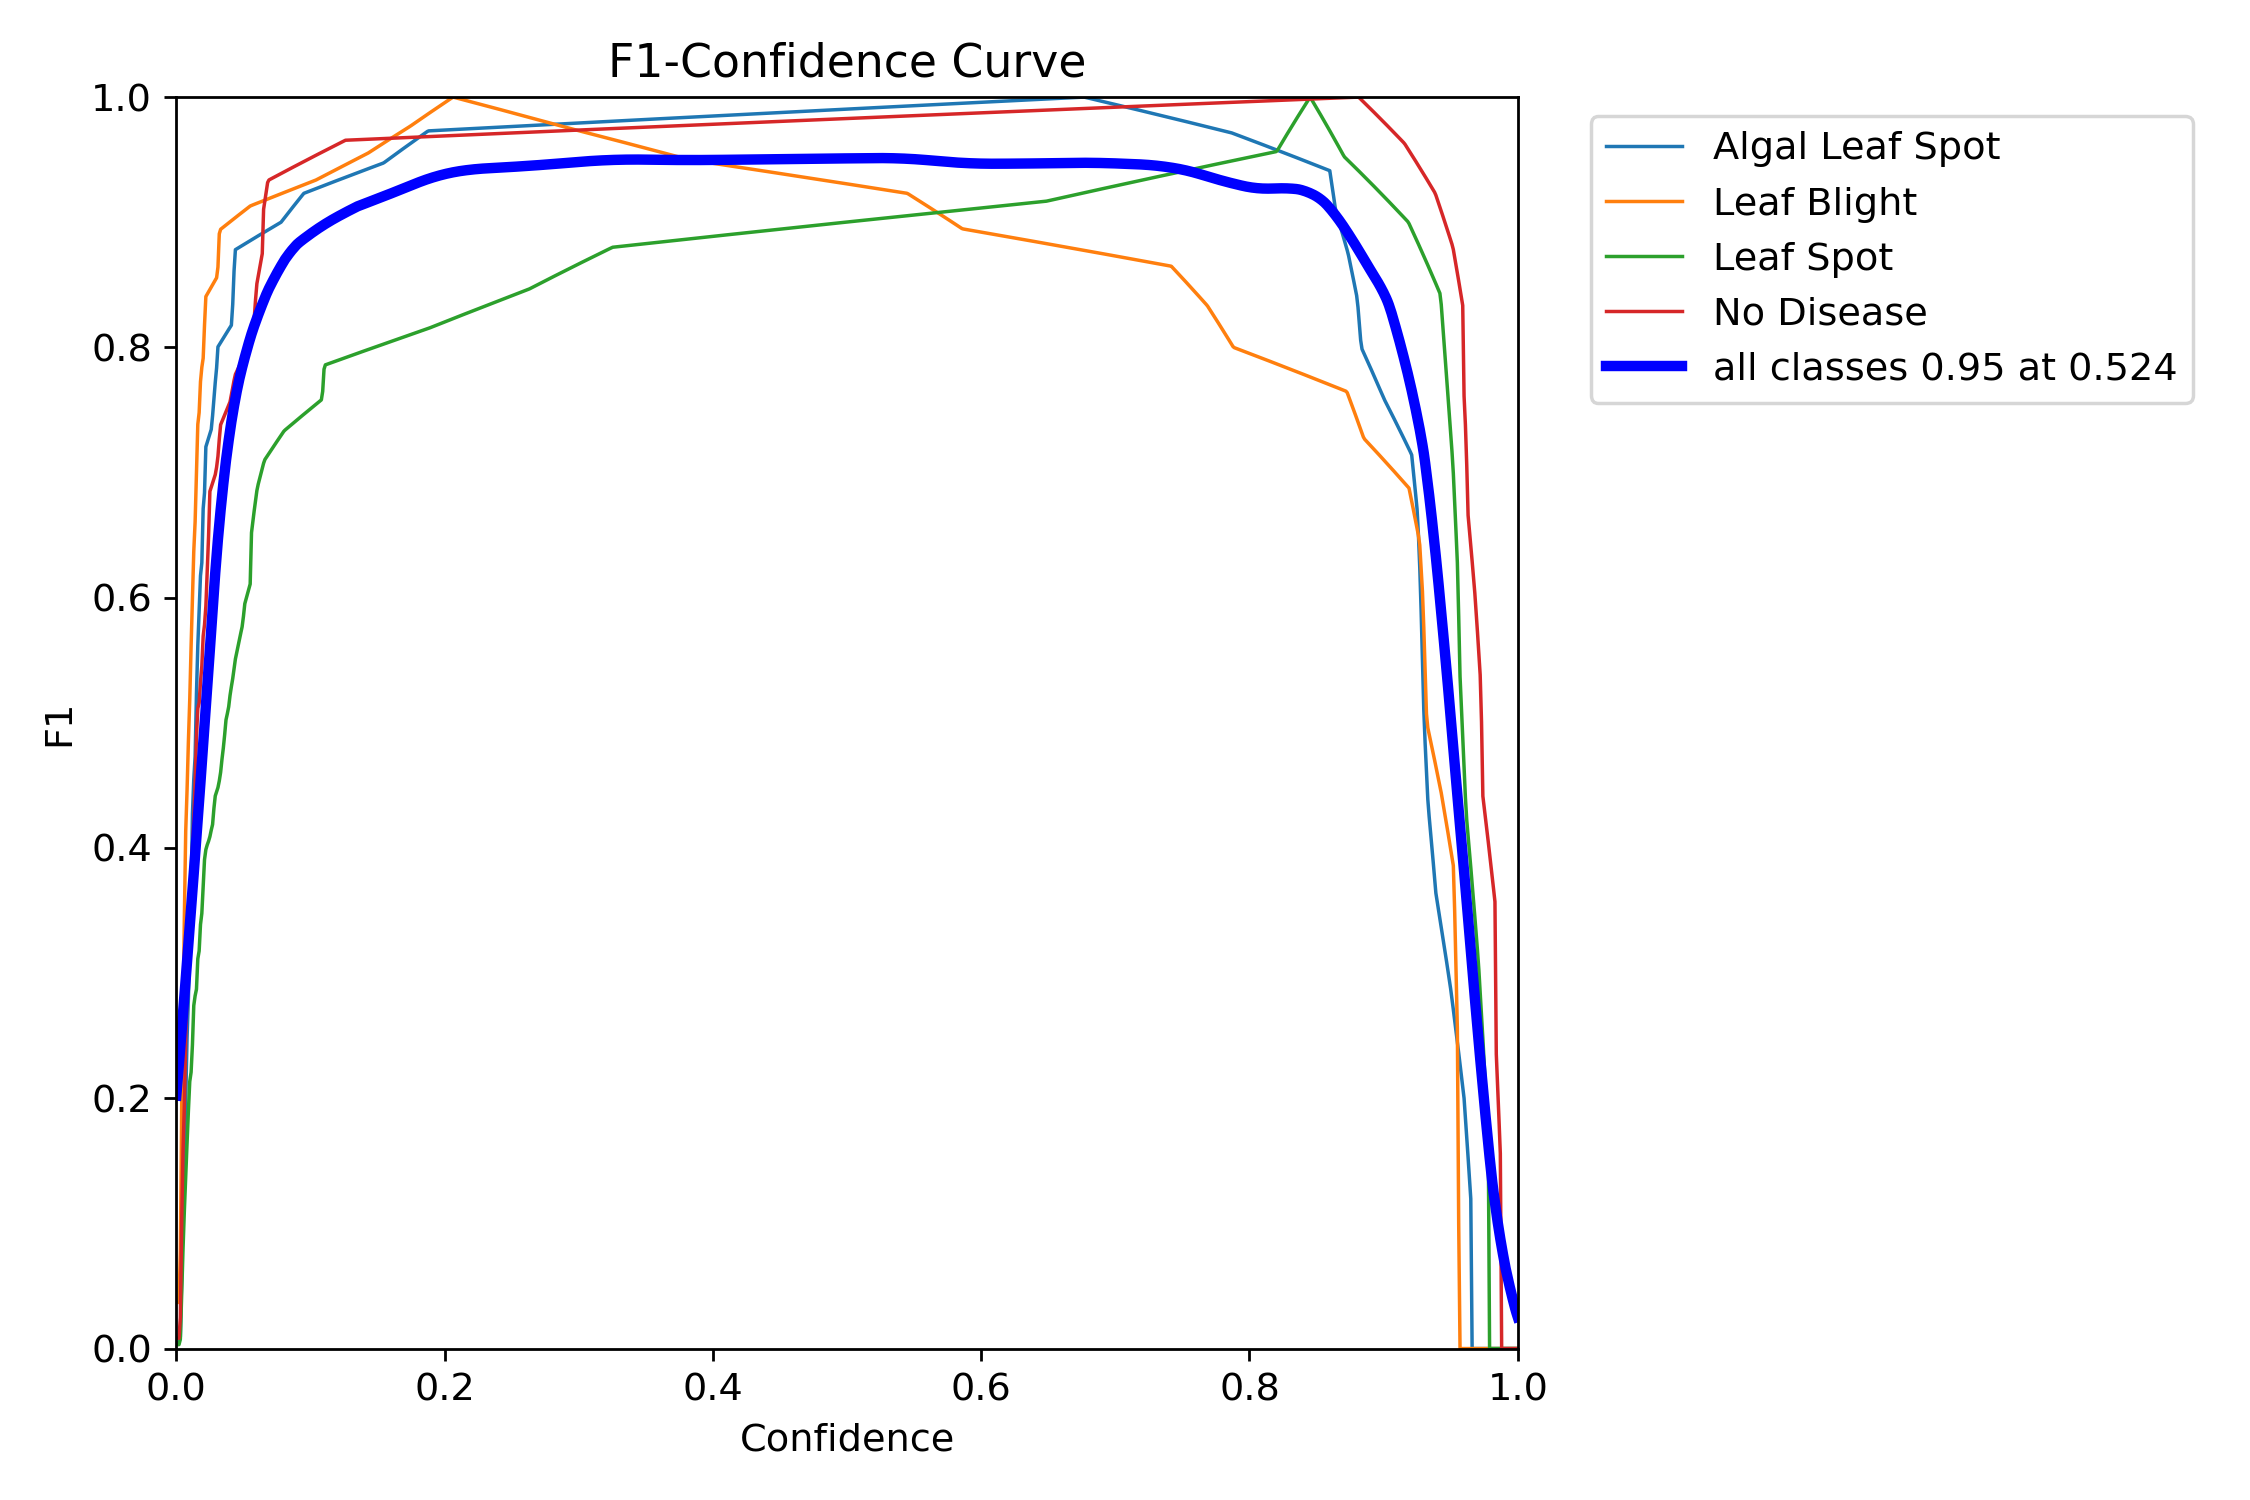 F1-Confidence Curve
1.0
0.8
0.6
0.4
0.2
0.0
F1
0.0 0.2 0.4 0.6 0.8 1.0
Confidence
Algal Leaf Spot
Leaf Blight
Leaf Spot
No Disease
all classes 0.95 at 0.524